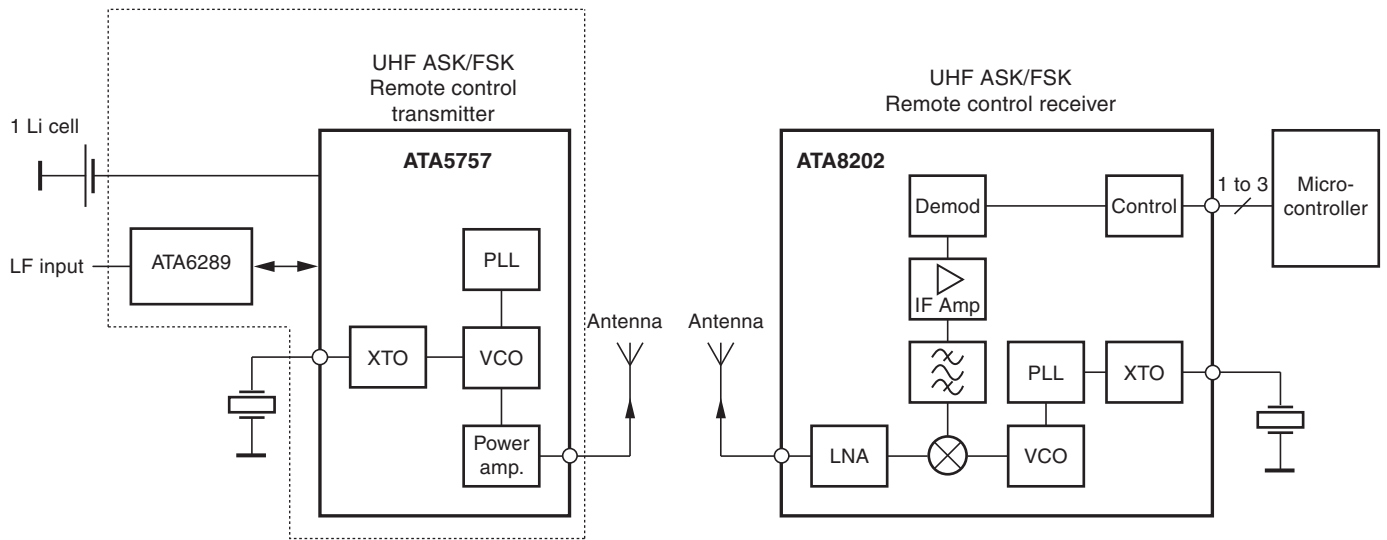 UHF ASK/FSK
Remote control
transmitter
1 Li cell
ATA5757
LF input
ATA6289
PLL
XTO
VCO
Power
amp.
Antenna
Antenna
UHF ASK/FSK
Remote control receiver
ATA8202
Demod
Control
1 to 3
Micro-
controller
IF Amp
PLL
XTO
LNA
VCO